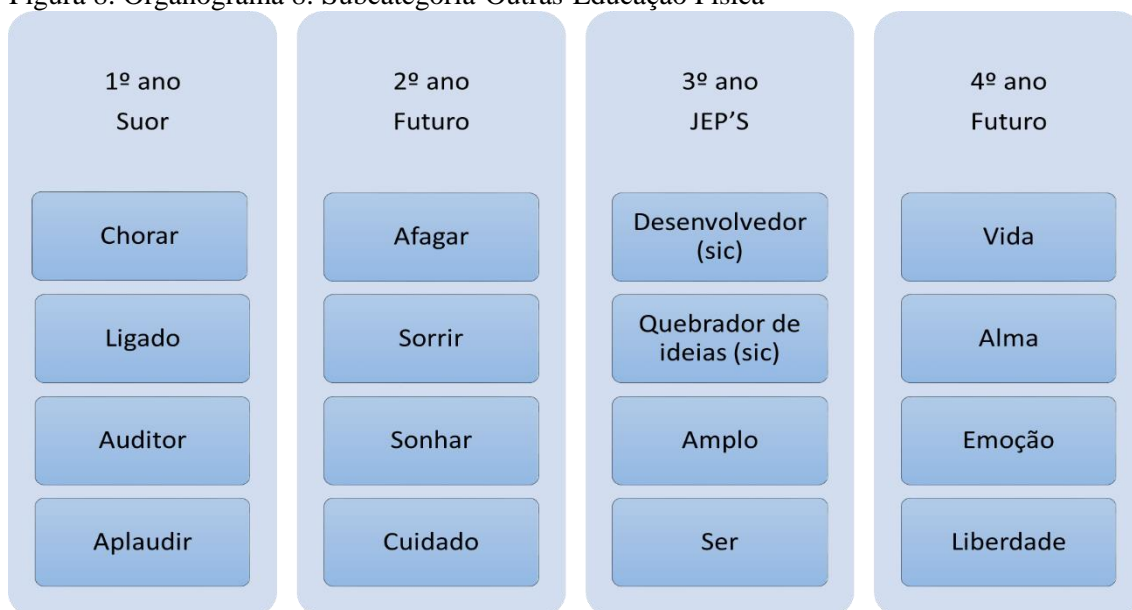 Figura 8: Organograma 8: Subcategoria-Outras-Educação Física
1º ano
Suor
Chorar
Ligado
Auditor
Aplaudir
2º ano
Futuro
Afagar
Sorrir
Sonhar
Cuidado
3º ano
JEP’S
Desenvolvedor
(sic)
Quebrador de
ideias (sic)
Amplo
Ser
4º ano
Futuro
Vida
Alma
Emoção
Liberdade